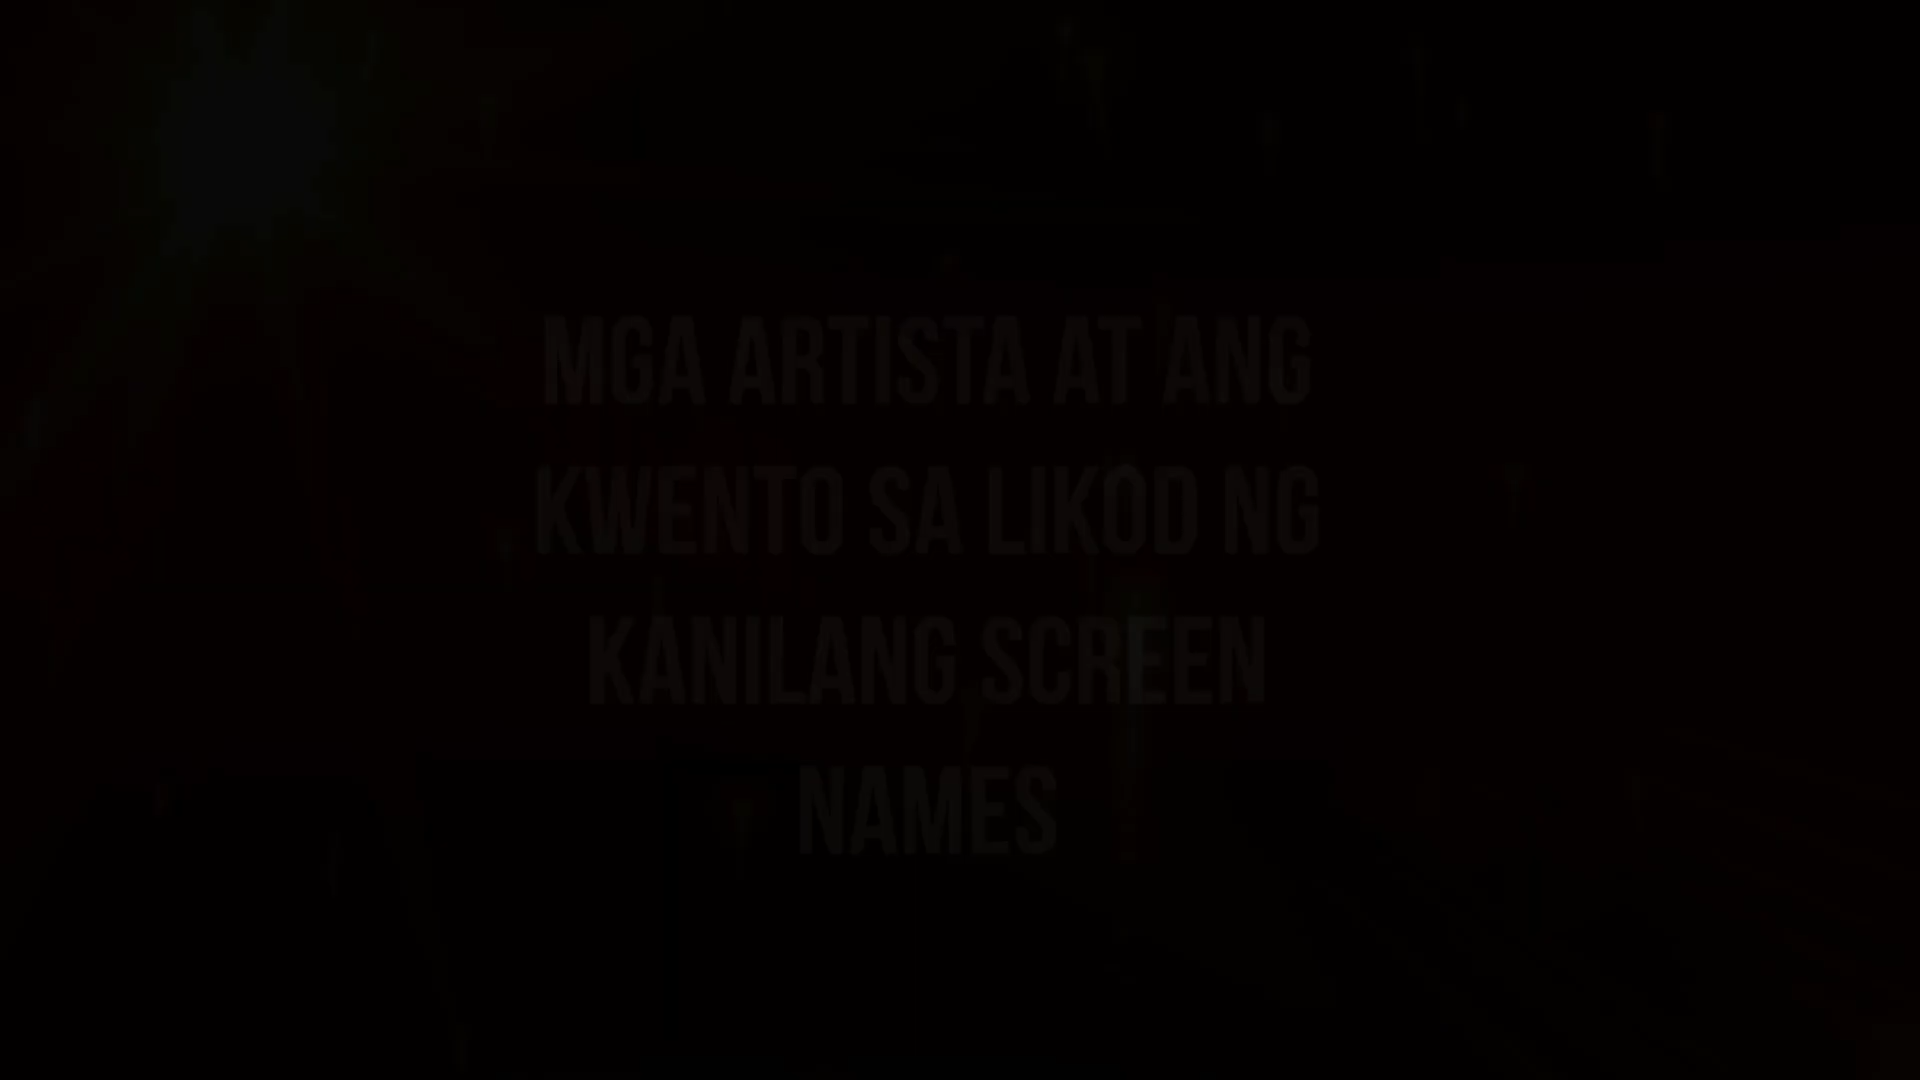 MGA ARTISTA AT ANG
KWENTO SA LIKOD NG
KANILANG SCREEN
NAMES